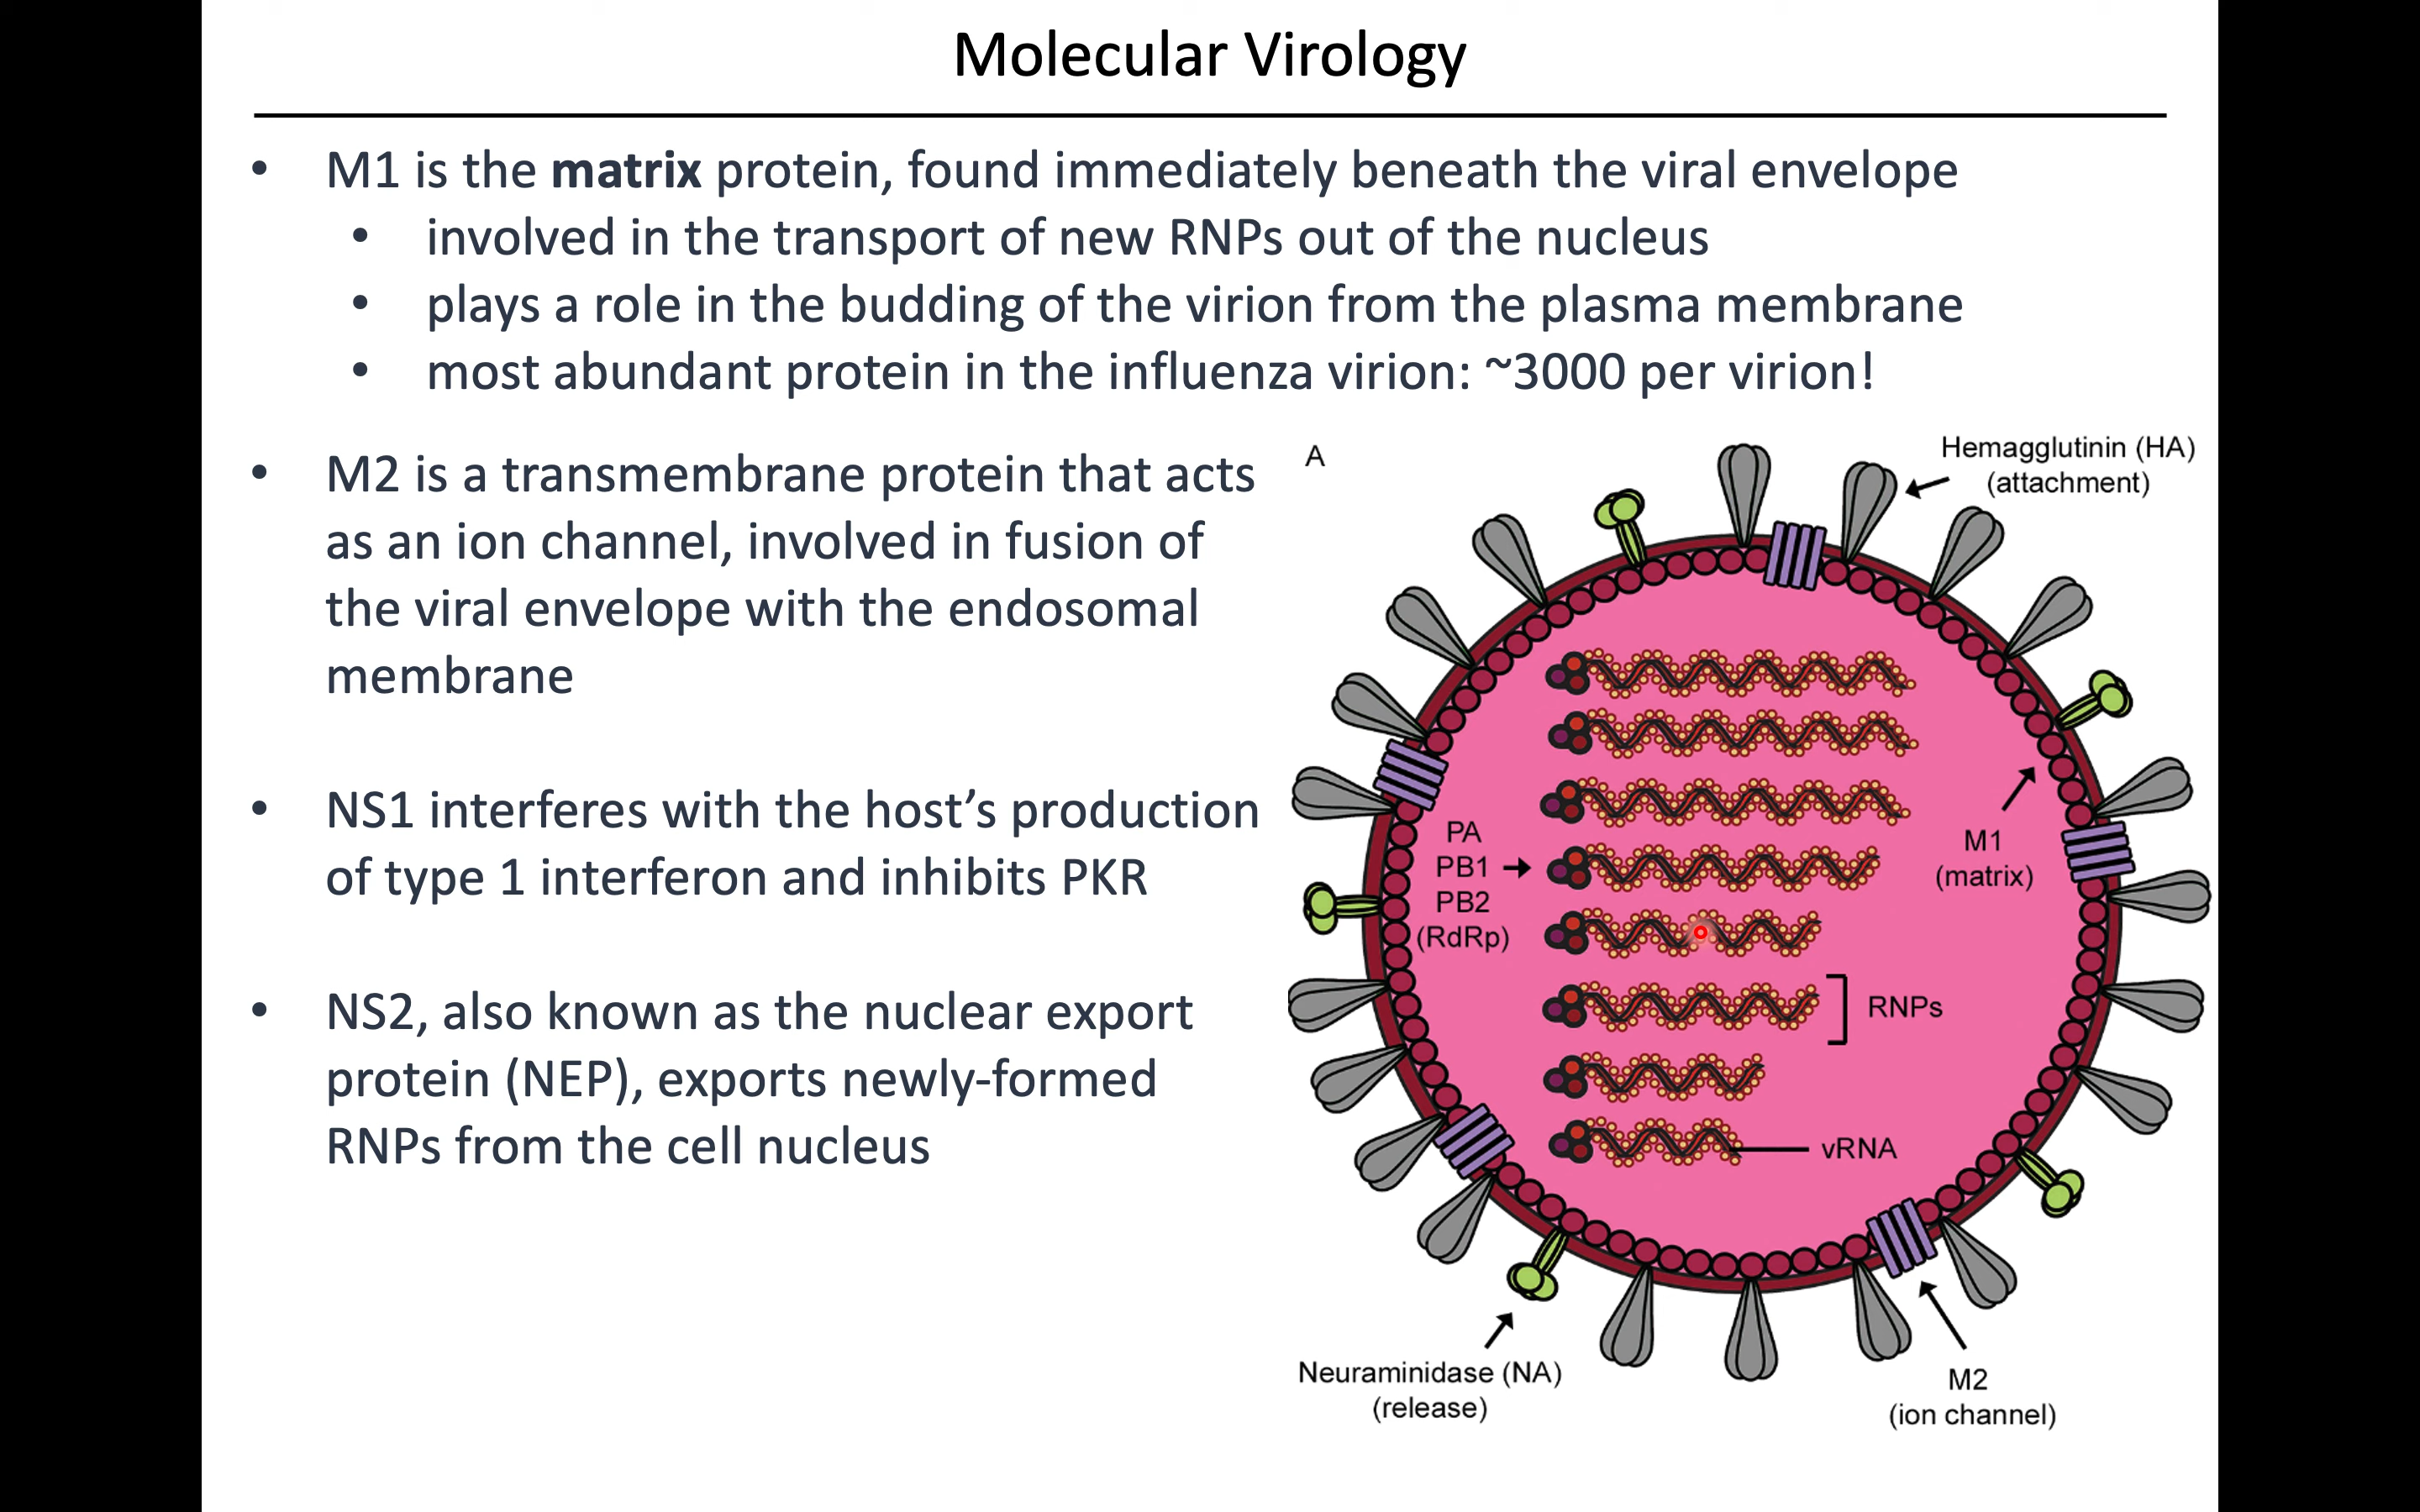 Molecular Virology
• M1 is the matrix protein, found immediately beneath the viral envelope
• involved in the transport of new RNPs out of the nucleus
• plays a role in the budding of the virion from the plasma membrane
• most abundant protein in the influenza virion: ~3000 per virion!
• M2 is a transmembrane protein that acts
as an ion channel, involved in fusion of
the viral envelope with the endosomal
membrane
• NS1 interferes with the host’s production
of type 1 interferon and inhibits PKR
• NS2, also known as the nuclear export
protein (NEP), exports newly-formed
RNPs from the cell nucleus
A
Hemagglutinin (HA)
(attachment)
PA
PB1
PB2
(RdRp)
M1
(matrix)
RNPs
vRNA
Neuraminidase (NA)
(release)
M2
(ion channel)